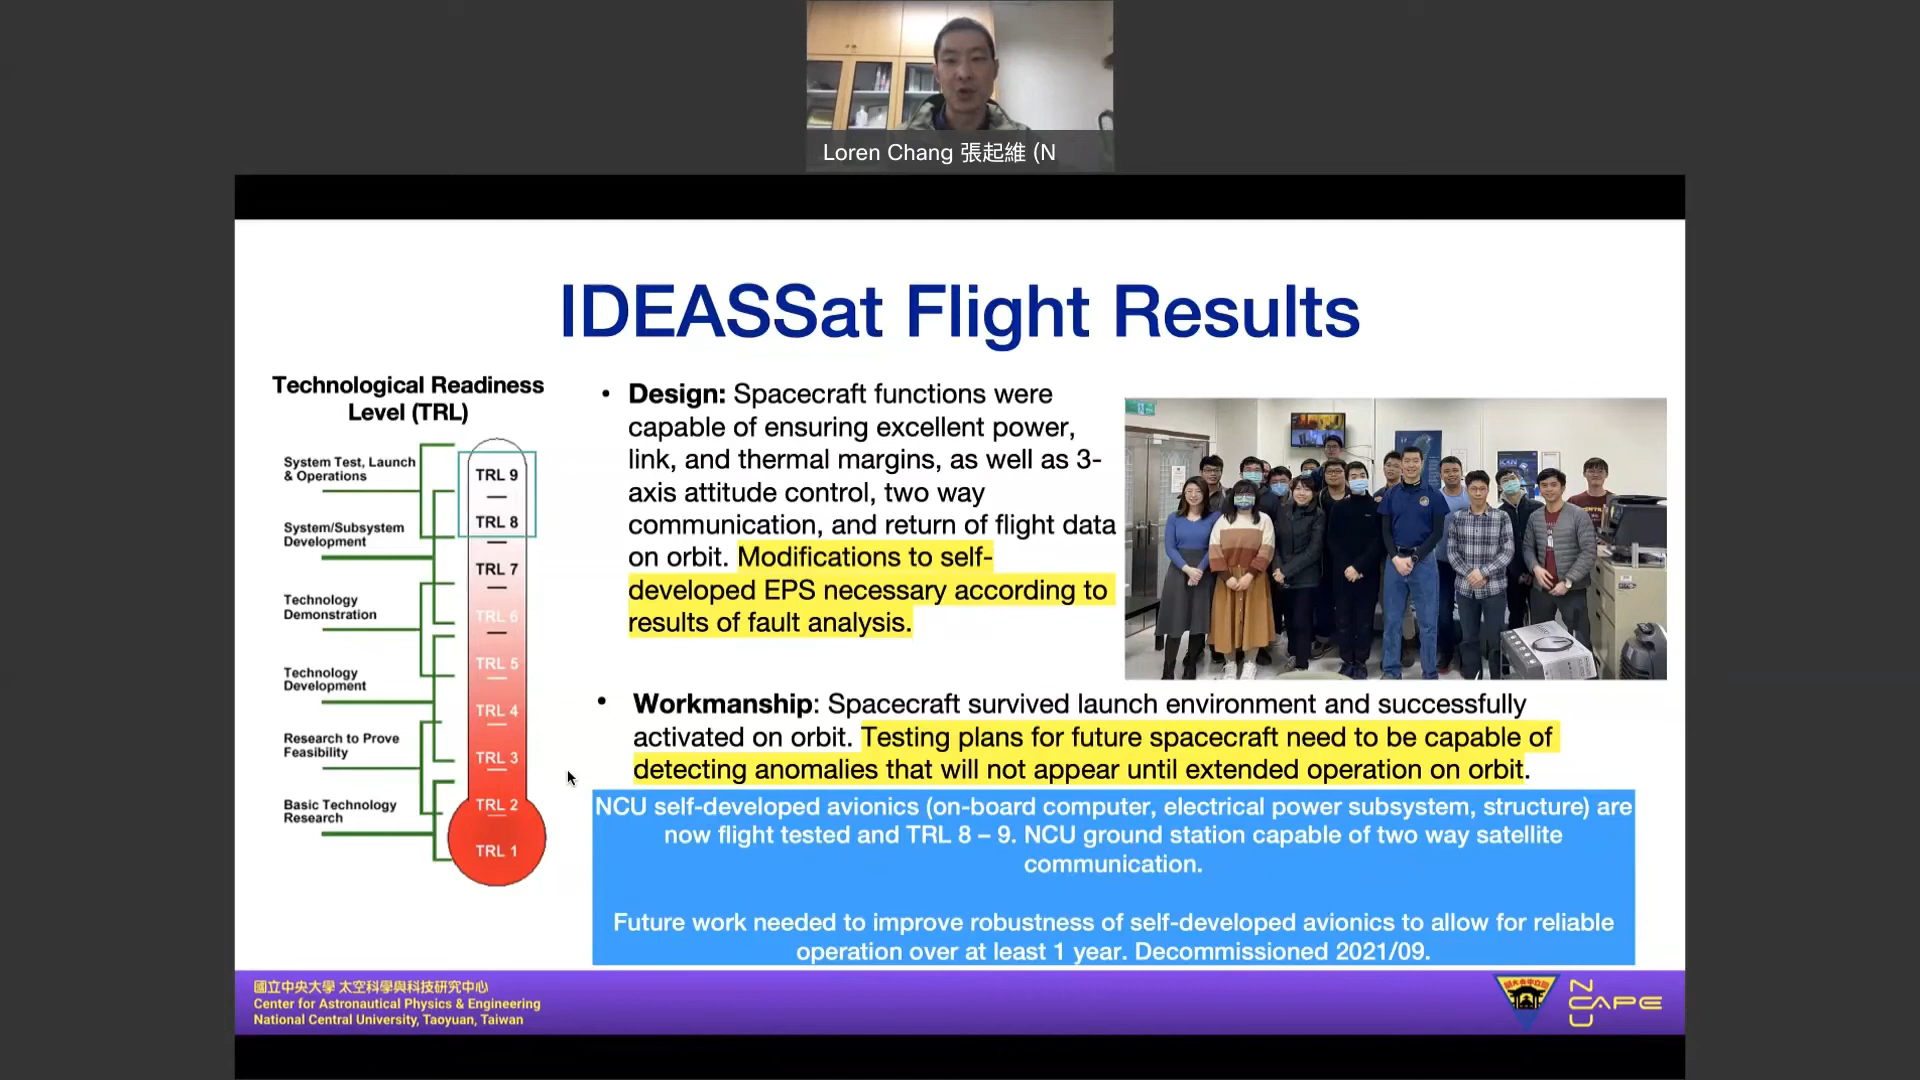 Loren Chang 張起維 (N
IDEASSat Flight Results
Technological Readiness
Level (TRL)
System Test, Launch
& Operations
System/Subsystem
Development
Technology
Demonstration
Technology
Development
Research to Prove
Feasibility
Basic Technology
Research
TRL 9
TRL 8
TRL 7
TRL 6
TRL 5
TRL 4
TRL 3
TRL 2
TRL 1
• Design: Spacecraft functions were
capable of ensuring excellent power,
link, and thermal margins, as well as 3-
axis attitude control, two way
communication, and return of flight data
on orbit. Modifications to self-
developed EPS necessary according to
results of fault analysis.
• Workmanship: Spacecraft survived launch environment and successfully
activated on orbit. Testing plans for future spacecraft need to be capable of
detecting anomalies that will not appear until extended operation on orbit.
NCU self-developed avionics (on-board computer, electrical power subsystem, structure) are
now flight tested and TRL 8 – 9. NCU ground station capable of two way satellite
communication.
Future work needed to improve robustness of self-developed avionics to allow for reliable
operation over at least 1 year. Decommissioned 2021/09.
國立中央大學 太空科學與科技研究中心
Center for Astronautical Physics & Engineering
National Central University, Taoyuan, Taiwan
N
CAPE
U